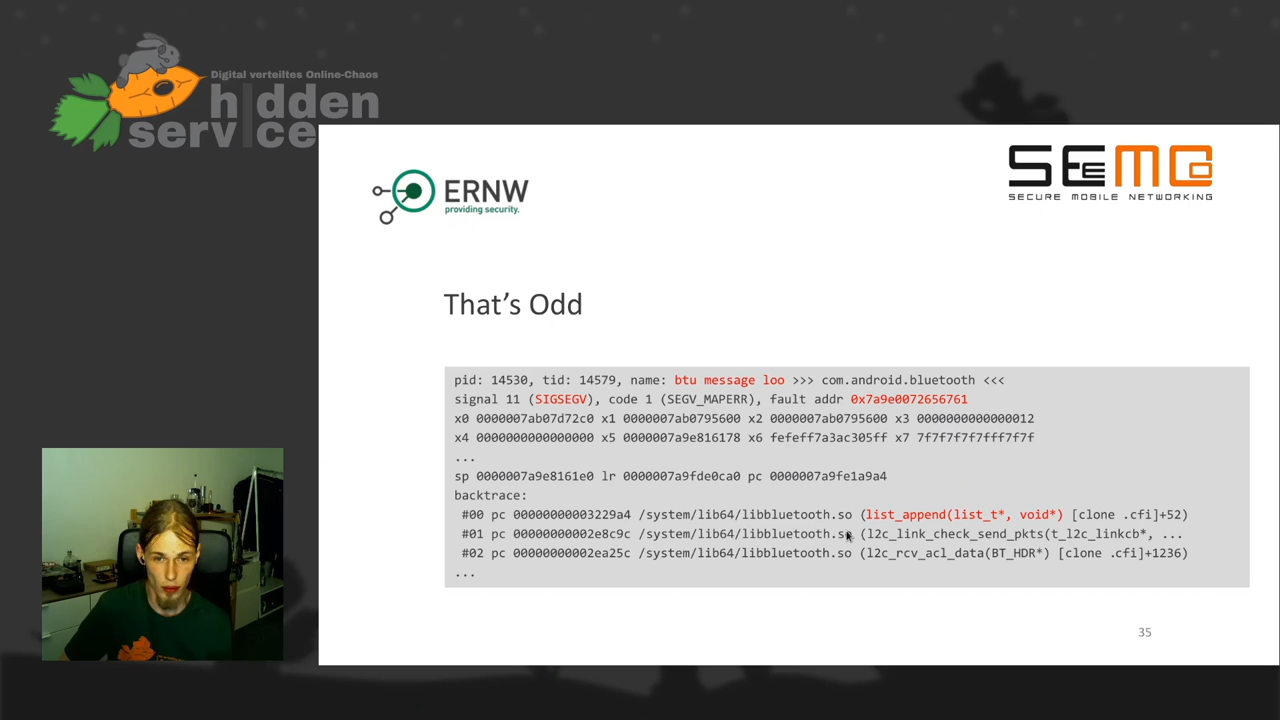 Digital verteiltes Online-Chaos
h|dden
serv|ce
ERNW
providing security.
SEEMOO
SECURE MOBILE NETWORKING
That's Odd
pid: 14530, tid: 14579, name: btu message loo >>> com.android.bluetooth <<<
signal 11 (SIGSEGV), code 1 (SEGV_MAPERR), fault addr 0x7a9e0072656761
x0 0000007ab07d72c0 x1 0000007ab0795600 x2 0000007ab0795600 x3 0000000000000012
x4 0000000000000000 x5 0000007a9e816178 x6 fefeff7a3ac305ff x7 7f7f7f7f7fff7f7f
...
sp 0000007a9e8161e0 lr 0000007a9fde0ca0 pc 0000007a9fe1a9a4
backtrace:
#00 pc 00000000003229a4 /system/lib64/libbluetooth.so (list_append(list_t*, void*) [clone .cfi]+52)
#01 pc 00000000002e8c9c /system/lib64/libbluetooth.so (l2c_link_check_send_pkts(t_l2c_linkcb*, ...
#02 pc 00000000002ea25c /system/lib64/libbluetooth.so (l2c_rcv_acl_data(BT_HDR*) [clone .cfi]+1236)
...
35